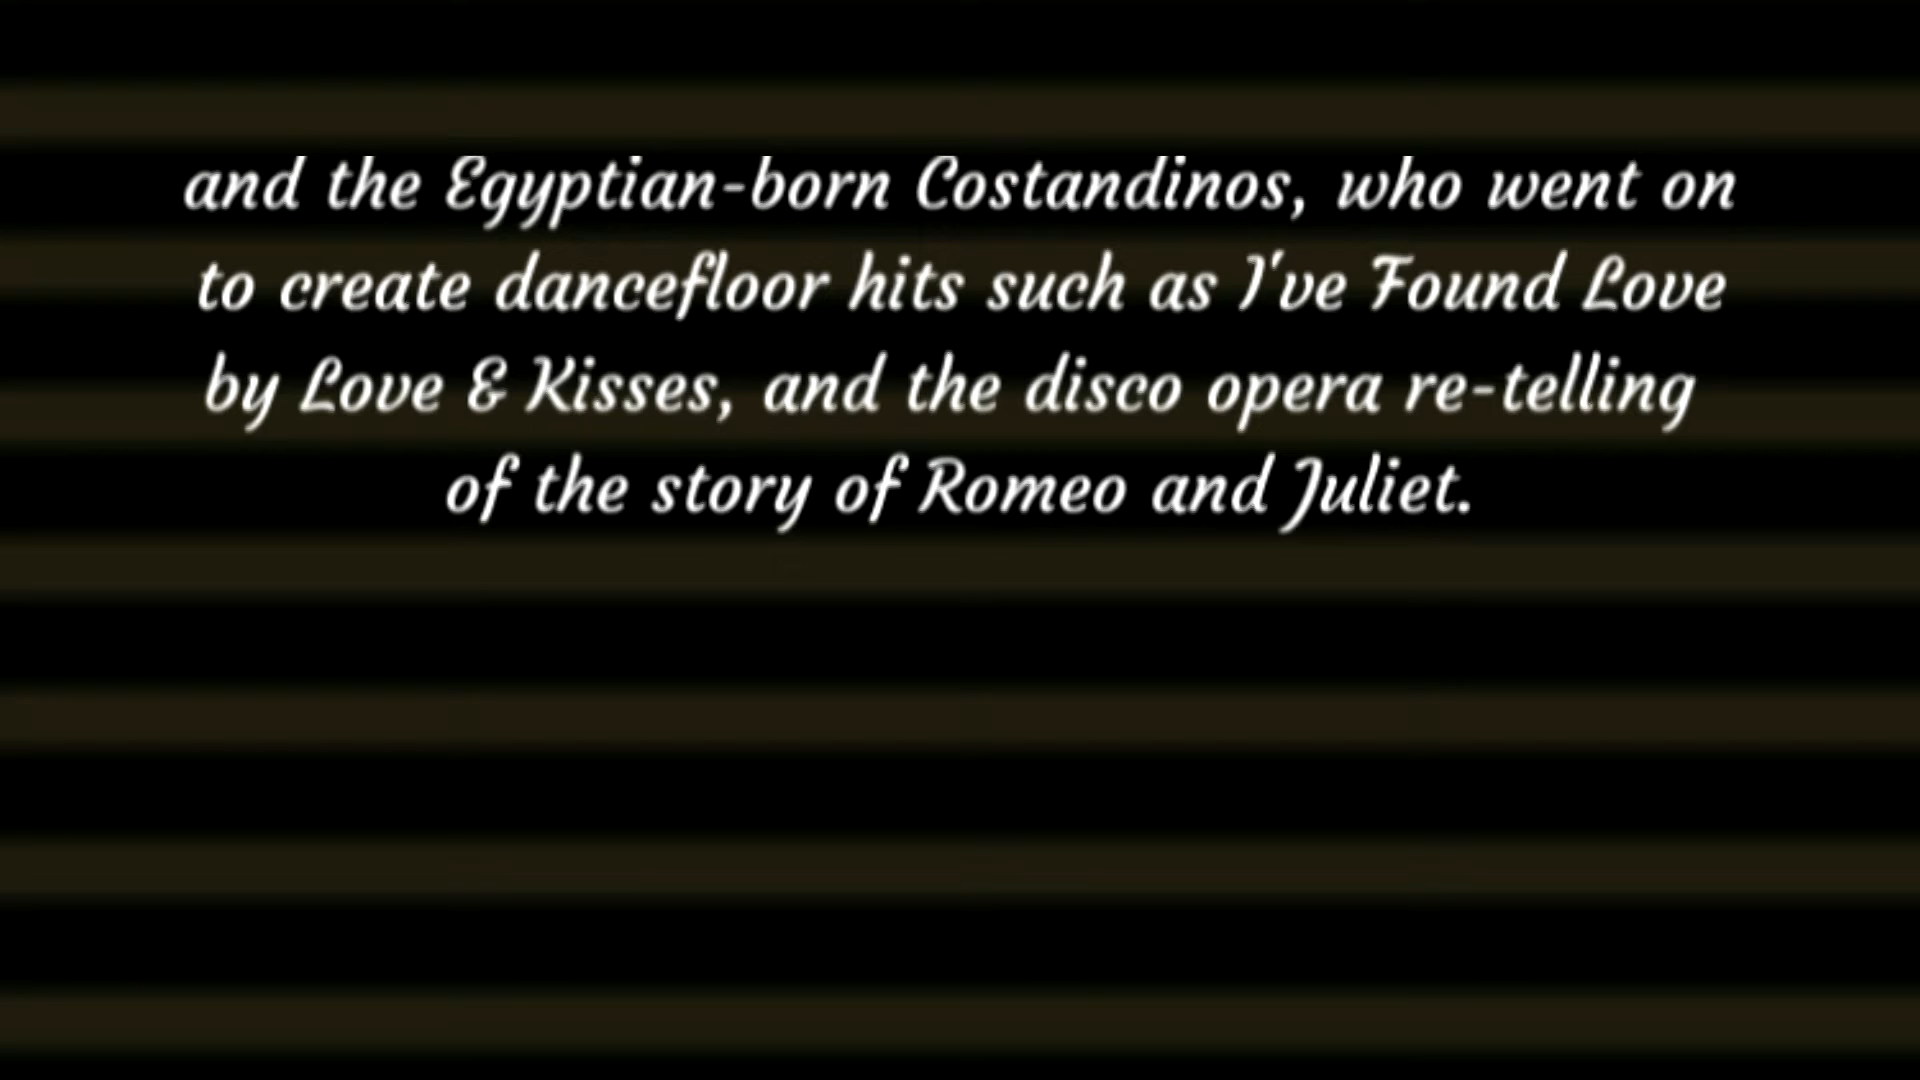 and the Egyptian-born Costandinos, who went on
to create dancefloor hits such as I've Found Love
by Love & Kisses, and the disco opera re-telling
of the story of Romeo and Juliet.